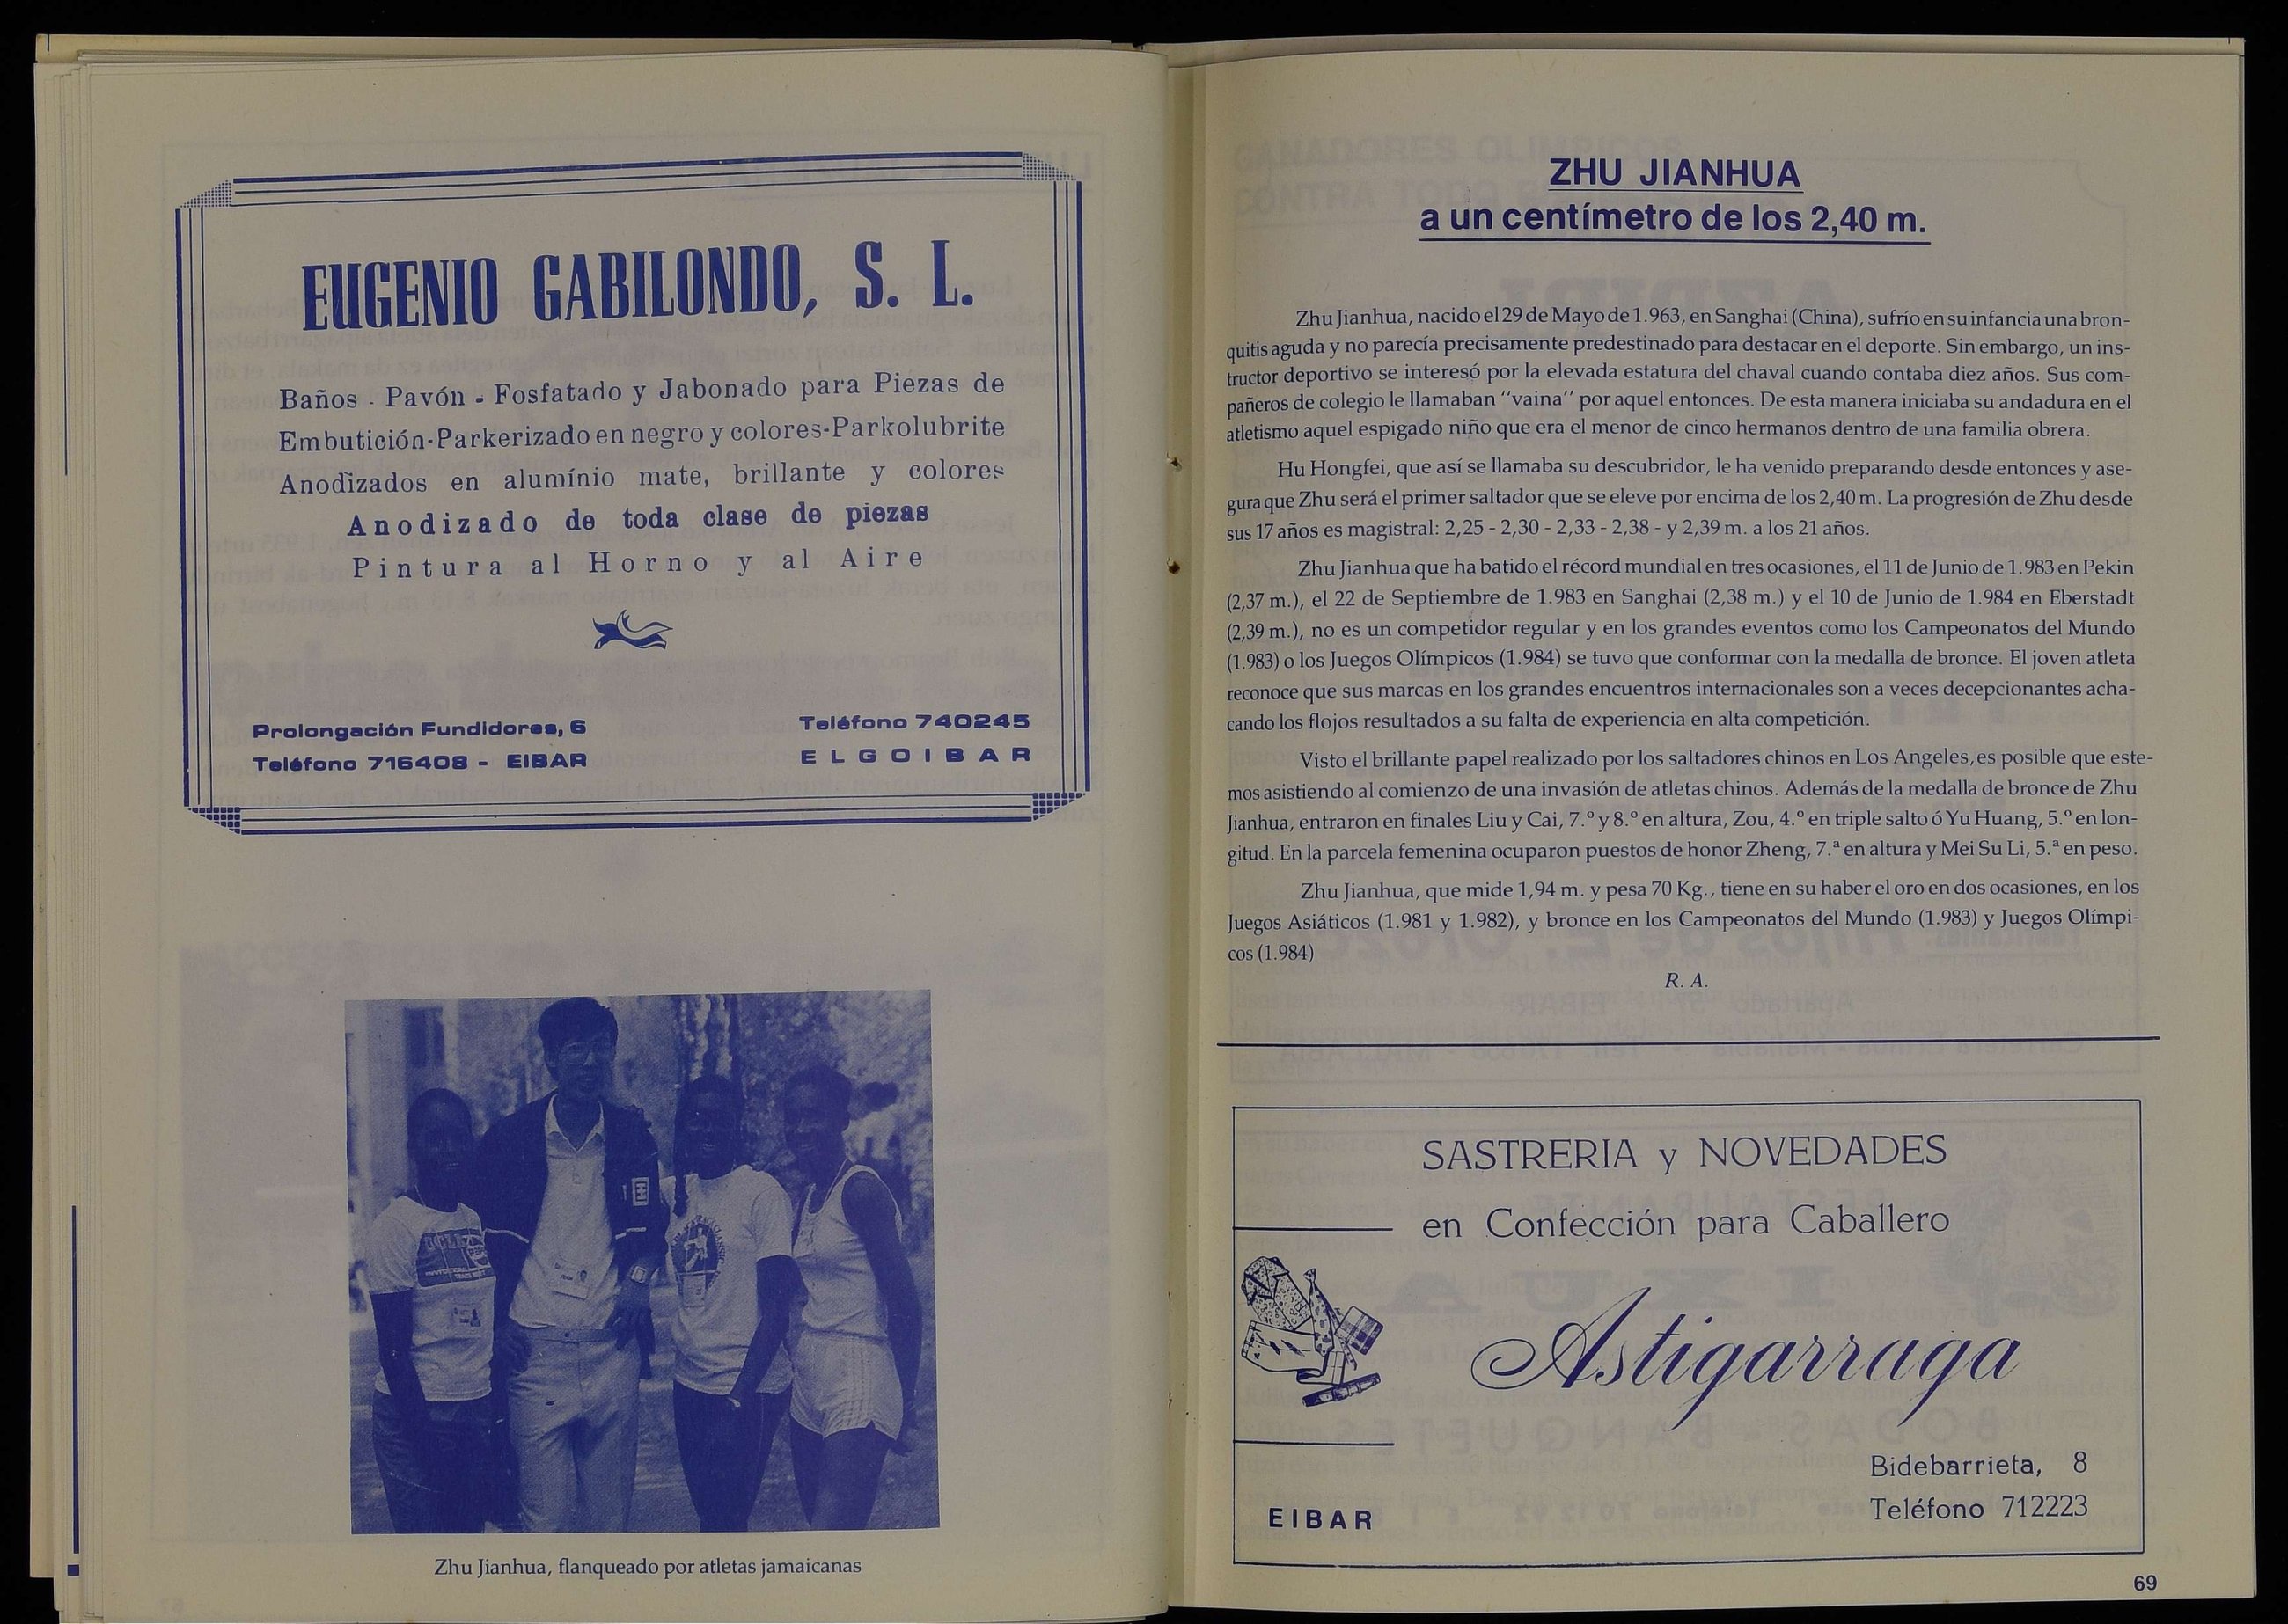 EUGENIO GABILONDO, S. L.
Baños - Pavón - Fosfatado y Jabonado para Piezas de
Embutición-Parkerizado en negro y colores-Parkolubrite
Anodizados en alumínio mate, brillante y colores
Anodizado de toda clase de piezas
Pintura al Horno y al Aire
Prolongación Fundidores, 6
Teléfono 716408 - EIBAR
Teléfono 740245
ELGOIBAR
Zhu Jianhua, flanqueado por atletas jamaicanas
ZHU JIANHUA
a un centímetro de los 2,40 m.
Zhu Jianhua, nacido el 29 de Mayo de 1.963, en Sanghai (China), sufrío en su infancia una bron-
quitis aguda y no parecía precisamente predestinado para destacar en el deporte. Sin embargo, un ins-
tructor deportivo se interesó por la elevada estatura del chaval cuando contaba diez años. Sus com-
pañeros de colegio le llamaban "vaina" por aquel entonces. De esta manera iniciaba su andadura en el
atletismo aquel espigado niño que era el menor de cinco hermanos dentro de una familia obrera.
Hu Hongfei, que así se llamaba su descubridor, le ha venido preparando desde entonces y ase-
gura que Zhu será el primer saltador que se eleve por encima de los 2,40 m. La progresión de Zhu desde
sus 17 años es magistral: 2,25 - 2,30 - 2,33 - 2,38 - y 2,39 m. a los 21 años.
Zhu Jianhua que ha batido el récord mundial en tres ocasiones, el 11 de Junio de 1.983 en Pekin
(2,37 m.), el 22 de Septiembre de 1.983 en Sanghai (2,38 m.) y el 10 de Junio de 1.984 en Eberstadt
(2,39 m.), no es un competidor regular y en los grandes eventos como los Campeonatos del Mundo
(1.983) o los Juegos Olímpicos (1.984) se tuvo que conformar con la medalla de bronce. El joven atleta
reconoce que sus marcas en los grandes encuentros internacionales son a veces decepcionantes acha-
cando los flojos resultados a su falta de experiencia en alta competición.
Visto el brillante papel realizado por los saltadores chinos en Los Angeles, es posible que este-
mos asistiendo al comienzo de una invasión de atletas chinos. Además de la medalla de bronce de Zhu
Jianhua, entraron en finales Liu y Cai, 7.º y 8.º en altura, Zou, 4.º en triple salto ó Yu Huang, 5.º en lon-
gitud. En la parcela femenina ocuparon puestos de honor Zheng, 7.ª en altura y Mei Su Li, 5.ª en peso.
Zhu Jianhua, que mide 1,94 m. y pesa 70 Kg., tiene en su haber el oro en dos ocasiones, en los
Juegos Asiáticos (1.981 y 1.982), y bronce en los Campeonatos del Mundo (1.983) y Juegos Olímpi-
cos (1.984)
R. A.
SASTRERIA y NOVEDADES
en Confección para Caballero
Astigarraga
Bidebarrieta, 8
Teléfono 712223
EIBAR
69